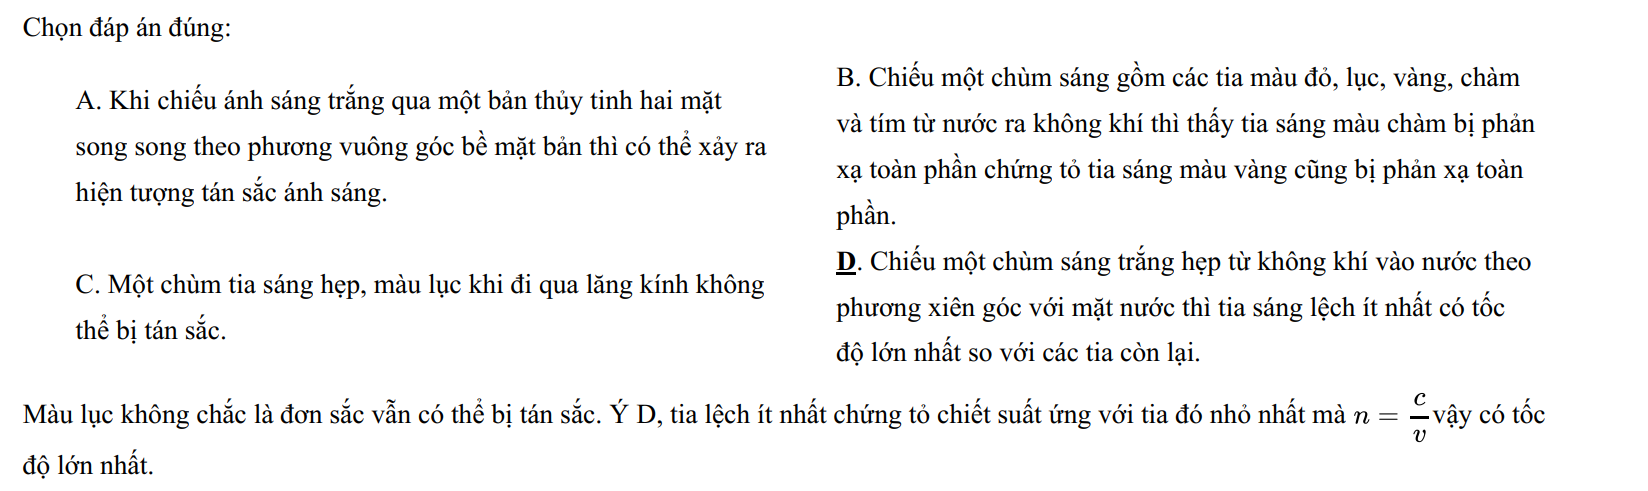 Chọn đáp án đúng:
A. Khi chiếu ánh sáng trắng qua một bản thủy tinh hai mặt
song song theo phương vuông góc bề mặt bản thì có thể xảy ra
hiện tượng tán sắc ánh sáng.
B. Chiếu một chùm sáng gồm các tia màu đỏ, lục, vàng, chàm
và tím từ nước ra không khí thì thấy tia sáng màu chàm bị phản
xạ toàn phần chứng tỏ tia sáng màu vàng cũng bị phản xạ toàn
phần.
C. Một chùm tia sáng hẹp, màu lục khi đi qua lăng kính không
thể bị tán sắc.
D. Chiếu một chùm sáng trắng hẹp từ không khí vào nước theo
phương xiên góc với mặt nước thì tia sáng lệch ít nhất có tốc
độ lớn nhất so với các tia còn lại.
Màu lục không chắc là đơn sắc vẫn có thể bị tán sắc. Ý D, tia lệch ít nhất chứng tỏ chiết suất ứng với tia đó nhỏ nhất mà n = c/v vậy có tốc
độ lớn nhất.